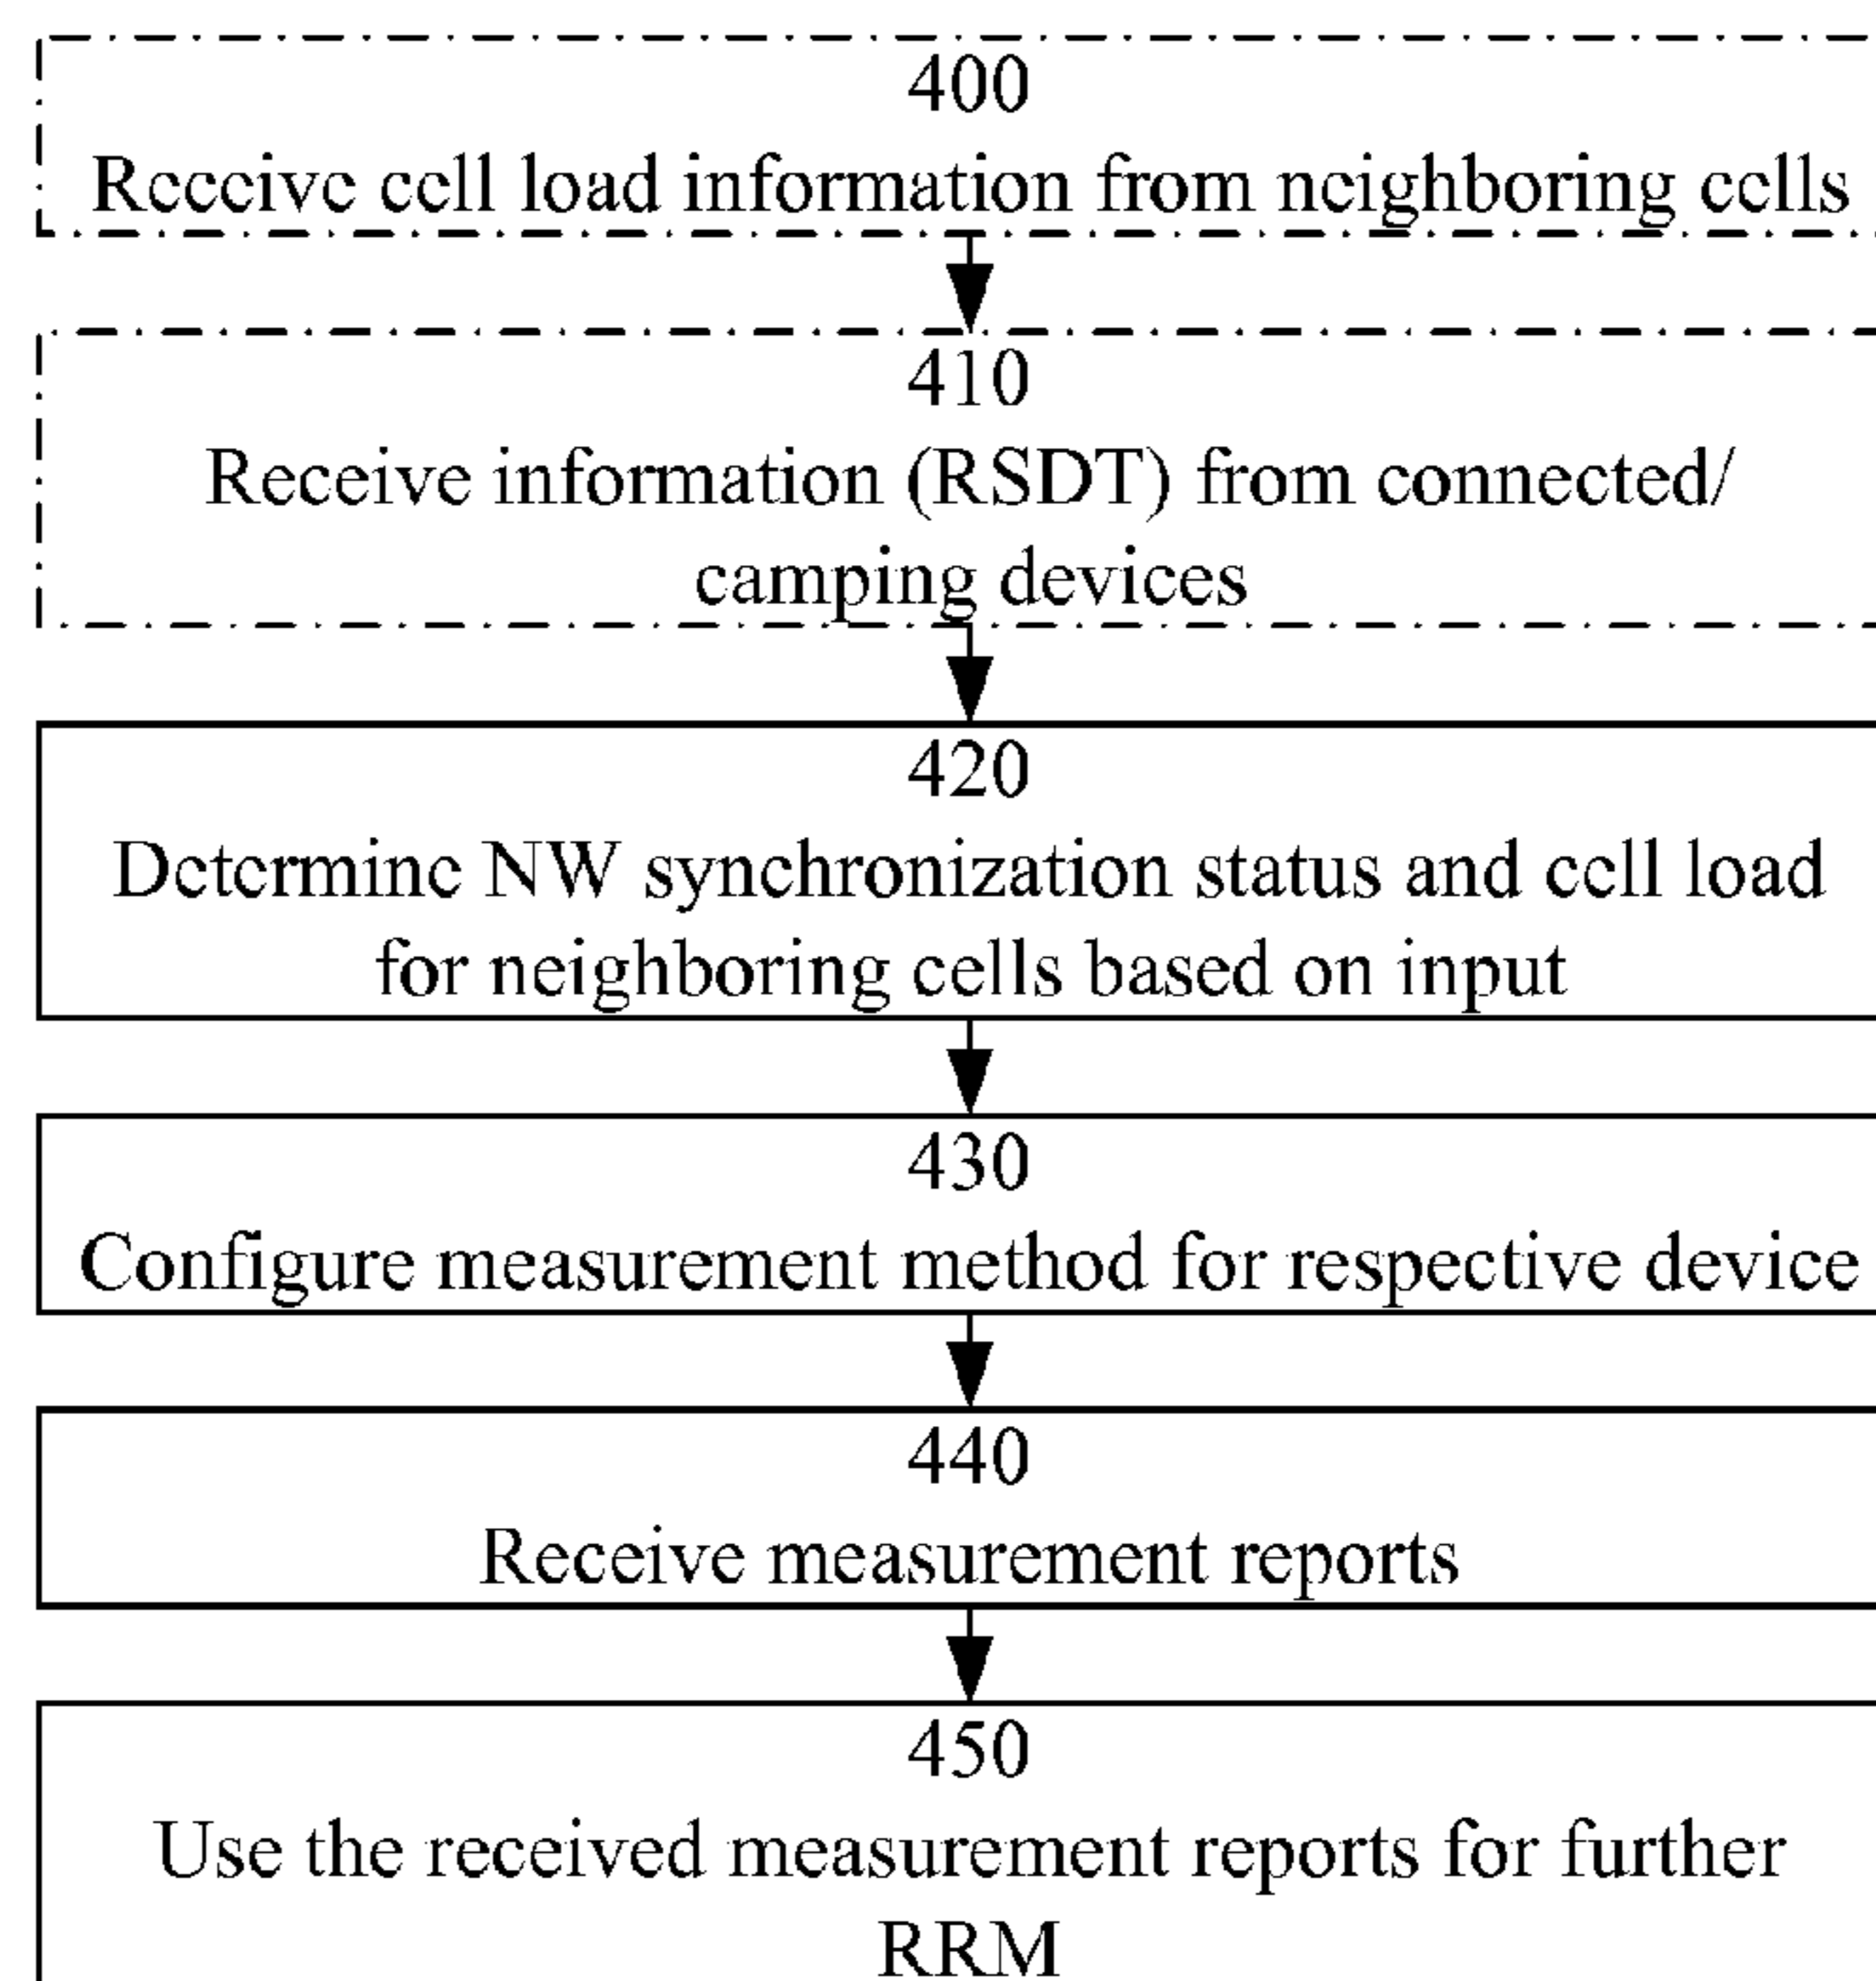 400
Receive cell load information from neighboring cells
410
Receive information (RSDT) from connected/
camping devices
420
Determine NW synchronization status and cell load
for neighboring cells based on input
430
Configure measurement method for respective device
440
Receive measurement reports
450
Use the received measurement reports for further
RRM